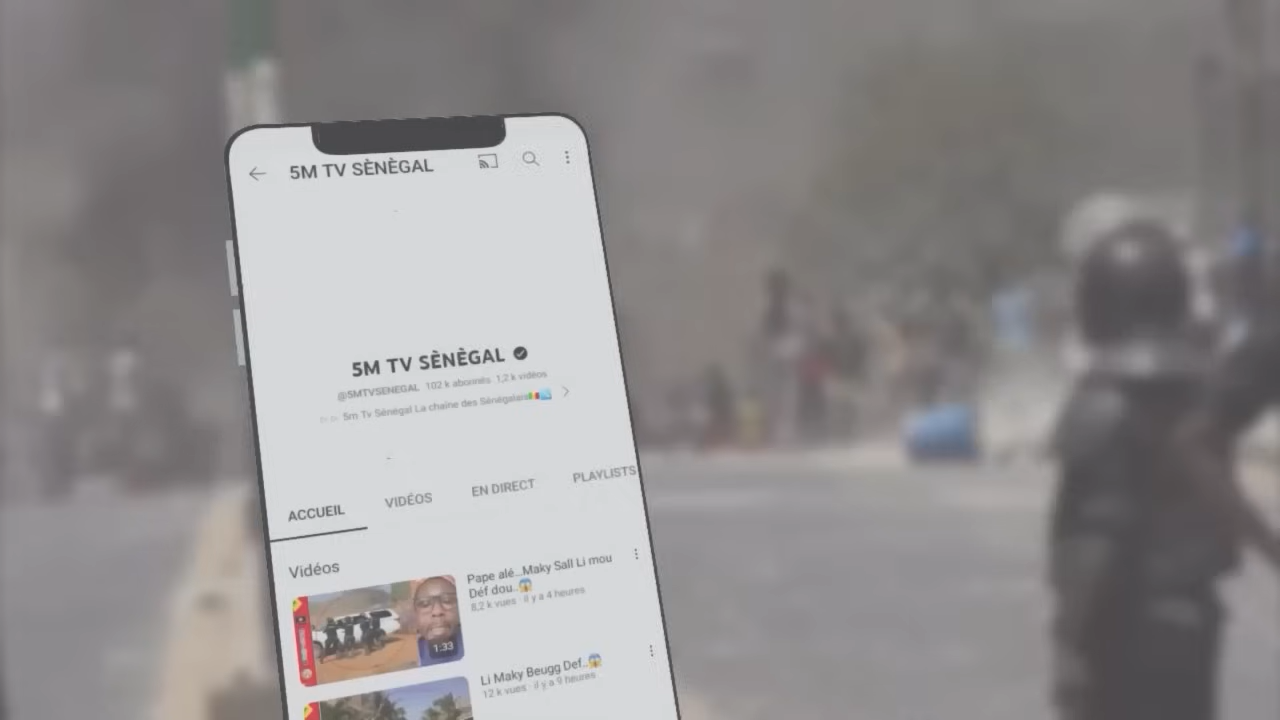 5M TV SÈNÈGAL
5M TV SÈNÈGAL
@5MTVSENEGAL 102 k abonnés 1,2 k vidéos
5m Tv Sénégal La chaîne des Sénégalais
ACCUEIL VIDÉOS EN DIRECT PLAYLISTS
Vidéos
Pape alé...Maky Sall Li mou
Déf dou..😱
8,2 k vues · il y a 4 heures
1:33
Li Maky Beugg Def..😱
12 k vues · il y a 9 heures